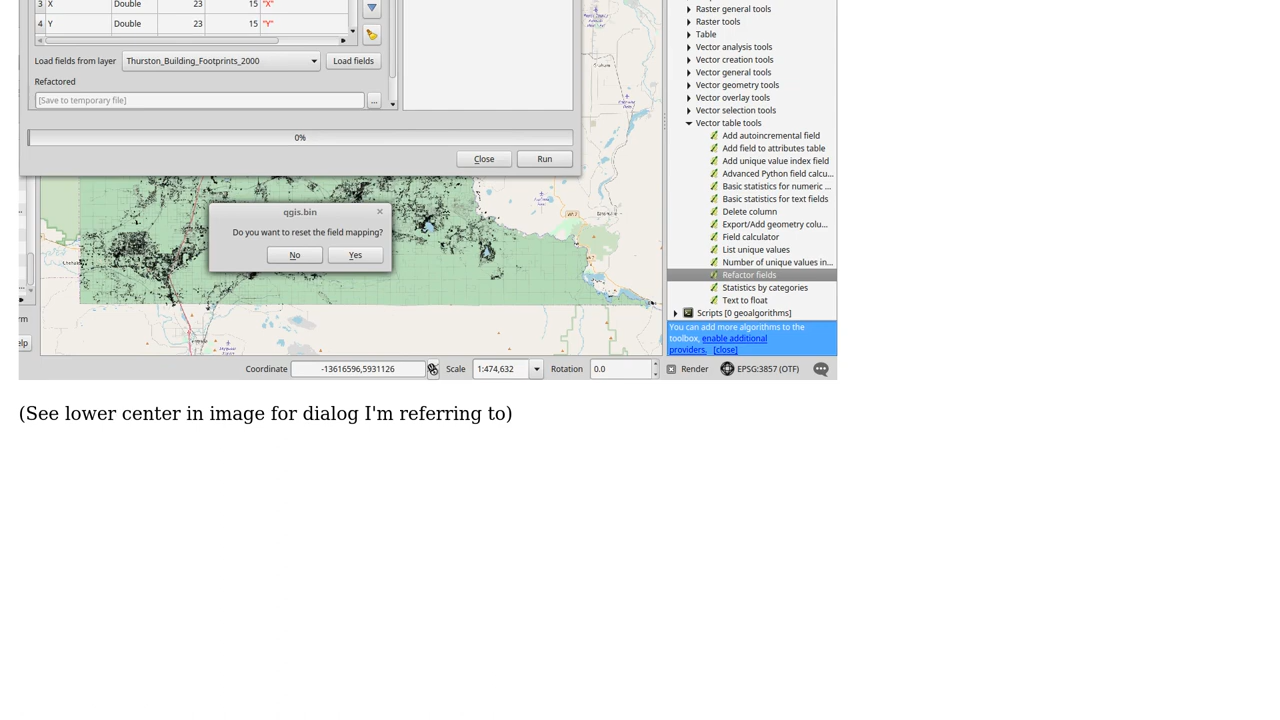 3 X Double 23 15 "X"
4 Y Double 23 15 "Y"
Load fields from layer Thurston_Building_Footprints_2000 Load fields
Refactored
[Save to temporary file] ...
0%
Close Run
qgis.bin
Do you want to reset the field mapping?
No Yes
Raster general tools
Raster tools
Table
Vector analysis tools
Vector creation tools
Vector general tools
Vector geometry tools
Vector overlay tools
Vector selection tools
Vector table tools
Add autoincremental field
Add field to attributes table
Add unique value index field
Advanced Python field calcu...
Basic statistics for numeric ...
Basic statistics for text fields
Delete column
Export/Add geometry colu...
Field calculator
List unique values
Number of unique values in...
Refactor fields
Statistics by categories
Text to float
Scripts [0 geoalgorithms]
You can add more algorithms to the
toolbox, enable additional
providers. [close]
rm
elp
Coordinate -13616596,5931126 Scale 1:474,632 Rotation 0.0 Render EPSG:3857 (OTF)
(See lower center in image for dialog I'm referring to)